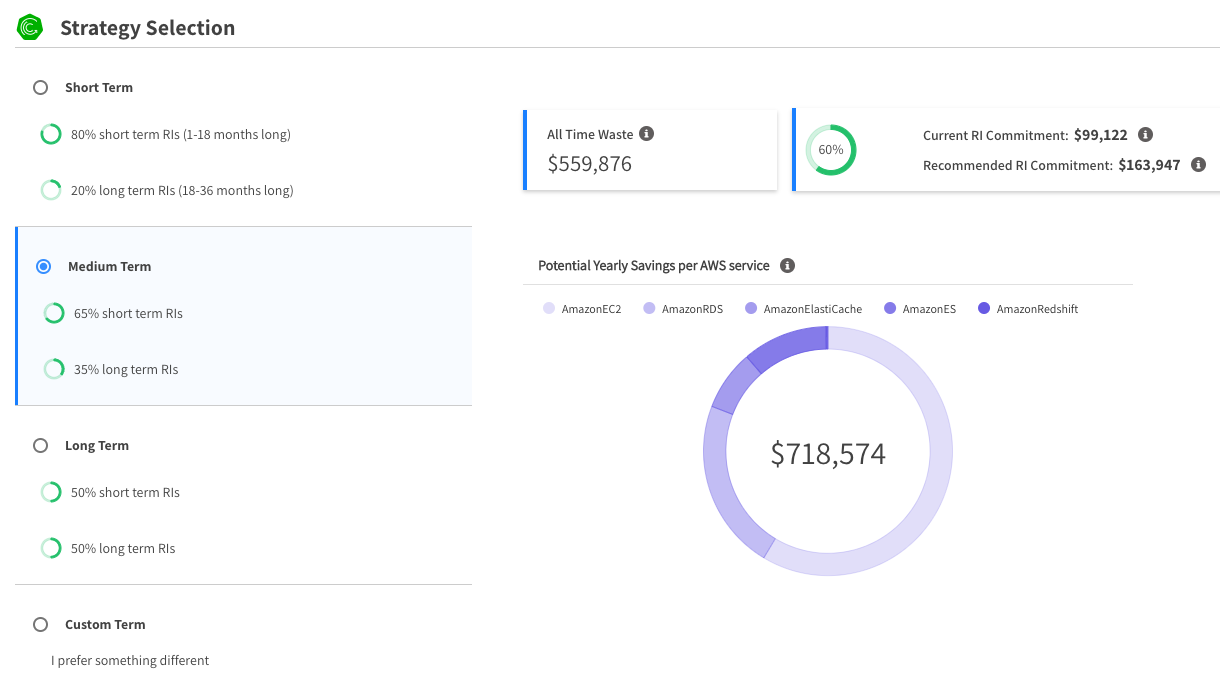 Strategy Selection
Short Term
80% short term RIs (1-18 months long)
20% long term RIs (18-36 months long)
Medium Term
65% short term RIs
35% long term RIs
Long Term
50% short term RIs
50% long term RIs
Custom Term
I prefer something different
All Time Waste
$559,876
60%
Current RI Commitment: $99,122
Recommended RI Commitment: $163,947
Potential Yearly Savings per AWS service
AmazonEC2 AmazonRDS AmazonElastiCache AmazonES AmazonRedshift
$718,574